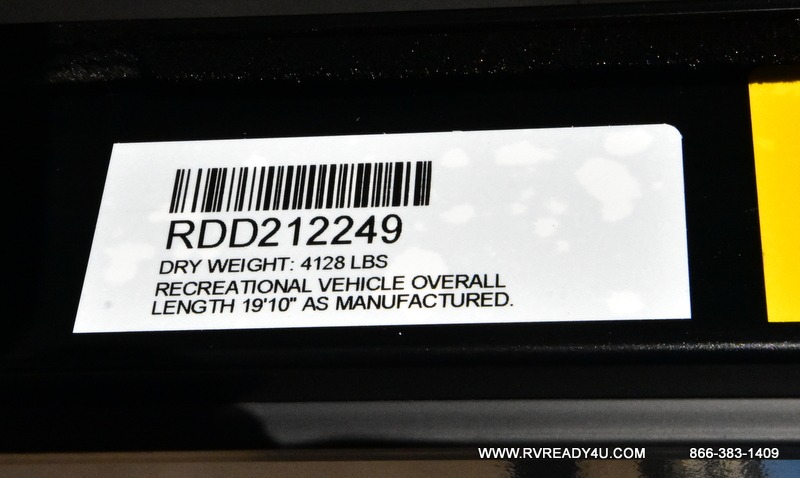 RDD212249
DRY WEIGHT: 4128 LBS
RECREATIONAL VEHICLE OVERALL
LENGTH 19'10" AS MANUFACTURED.
WWW.RVREADY4U.COM 866-383-1409